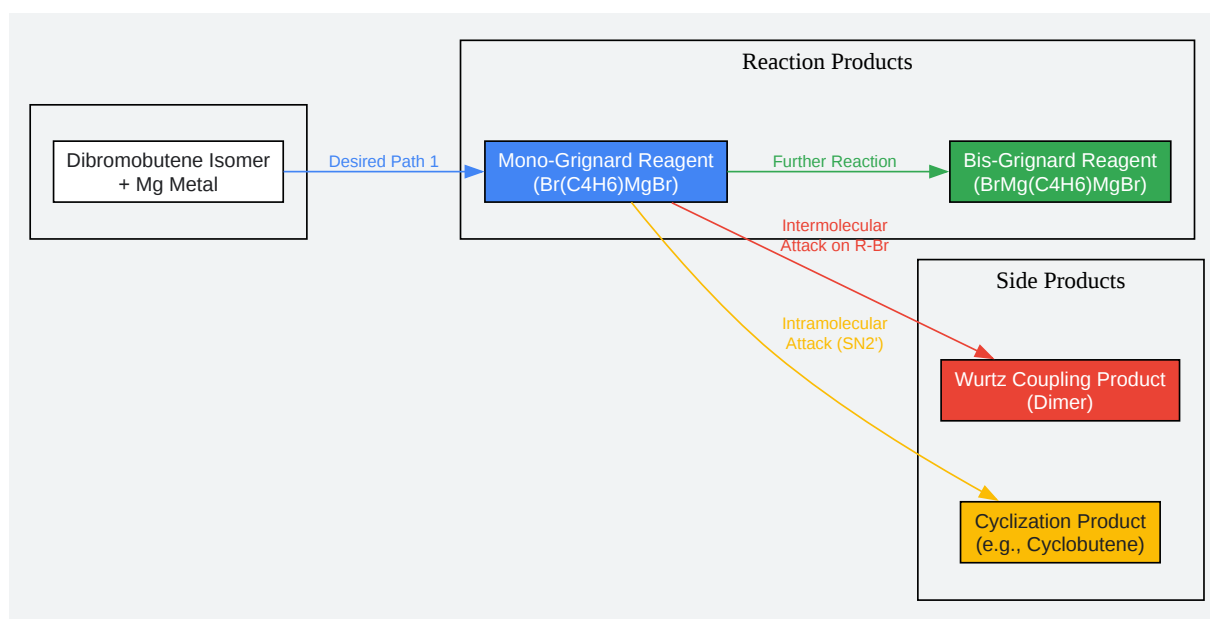 Reaction Products
Dibromobutene Isomer
+ Mg Metal
Desired Path 1
Mono-Grignard Reagent
(Br(C4H6)MgBr)
Further Reaction
Bis-Grignard Reagent
(BrMg(C4H6)MgBr)
Intermolecular
Attack on R-Br
Side Products
Intramolecular
Attack (SN2')
Wurtz Coupling Product
(Dimer)
Cyclization Product
(e.g., Cyclobutene)